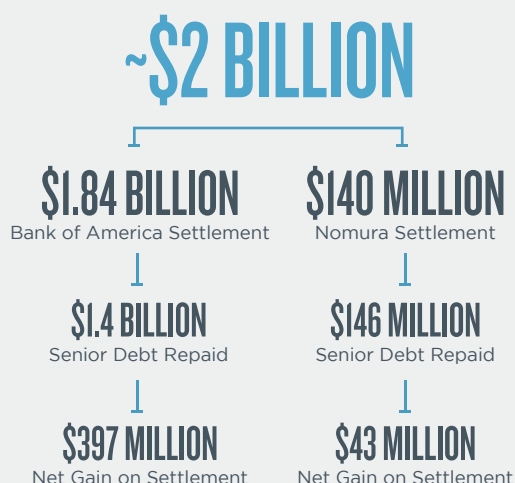 ~$2 BILLION
$1.84 BILLION
Bank of America Settlement
$140 MILLION
Nomura Settlement
$1.4 BILLION
Senior Debt Repaid
$146 MILLION
Senior Debt Repaid
$397 MILLION
Net Gain on Settlement
$43 MILLION
Net Gain on Settlement